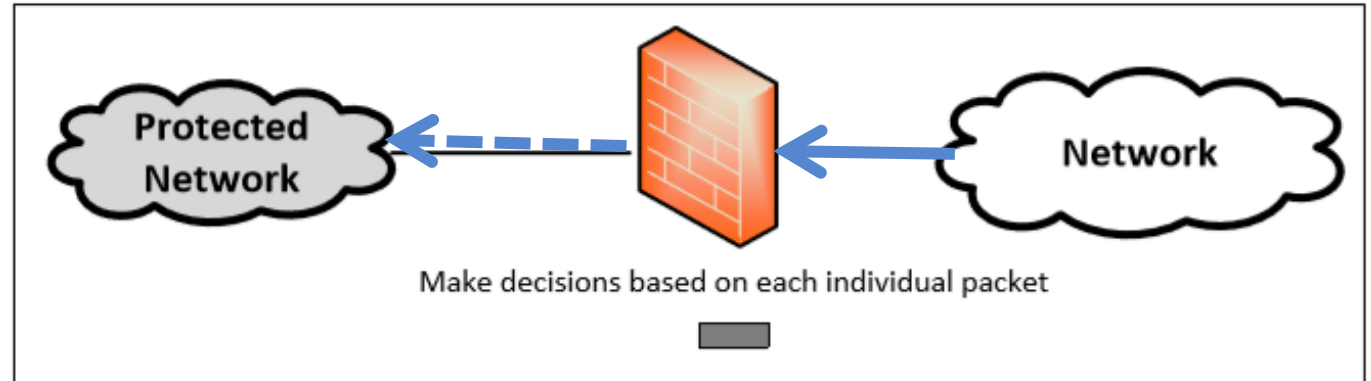 Protected
Network
Network
Make decisions based on each individual packet